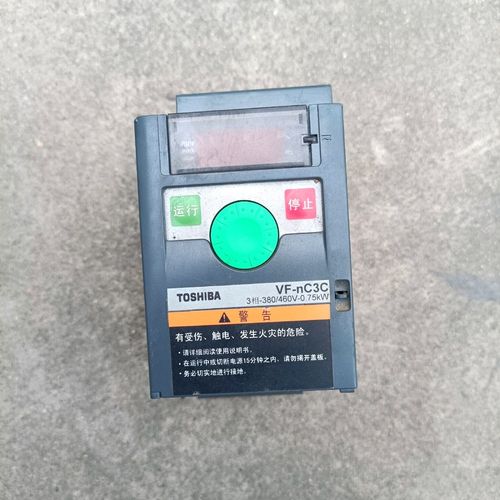 RUN
运行
停止
TOSHIBA
VF-nC3C
3相-380/460V-0.75kW
警告
有受伤、触电、发生火灾的危险。
·请详细阅读使用说明书。
·在运行中或切断电源15分钟之内，请勿揭开盖板。
·务必切实地进行接地.